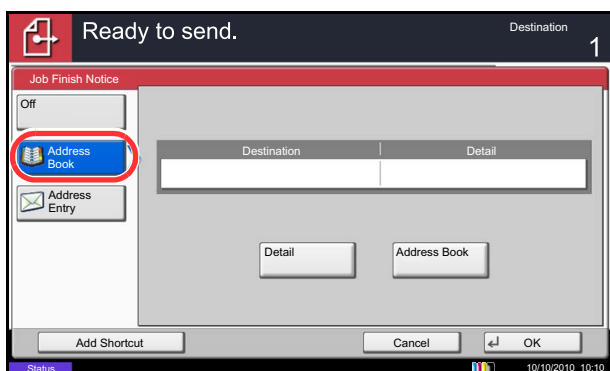 Ready to send.
Destination
1
Job Finish Notice
Off
Address
Book
Destination
Detail
Address
Entry
Detail
Address Book
Add Shortcut
Cancel
OK
Status
10/10/2010 10:10